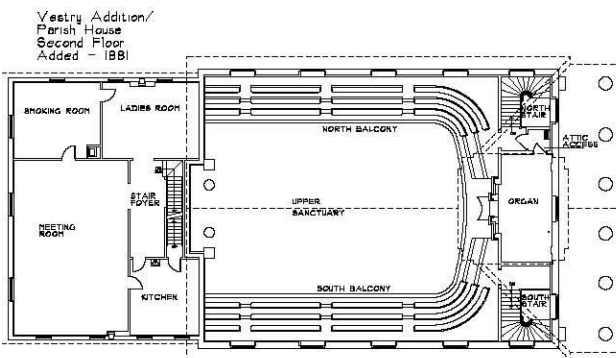 Vestry Addition/
Parish House
Second Floor
Added - 1881
SMOKING ROOM
LADIES ROOM
NORTH BALCONY
NORTH
STAIR
ATTIC
ACCESS
STAIR
FOYER
UPPER
SANCTUARY
ORGAN
MEETING
ROOM
KITCHEN
SOUTH BALCONY
SOUTH
STAIR